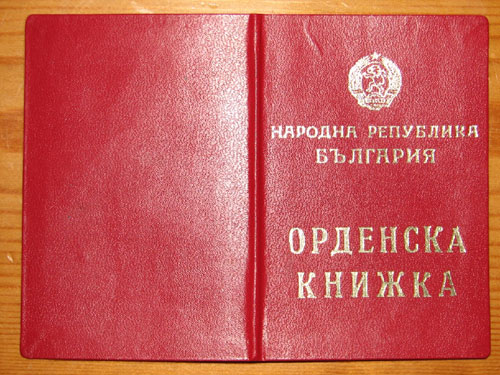 НАРОДНА РЕПУБЛИКА
БЪЛГАРИЯ
ОРДЕНСКА
КНИЖКА